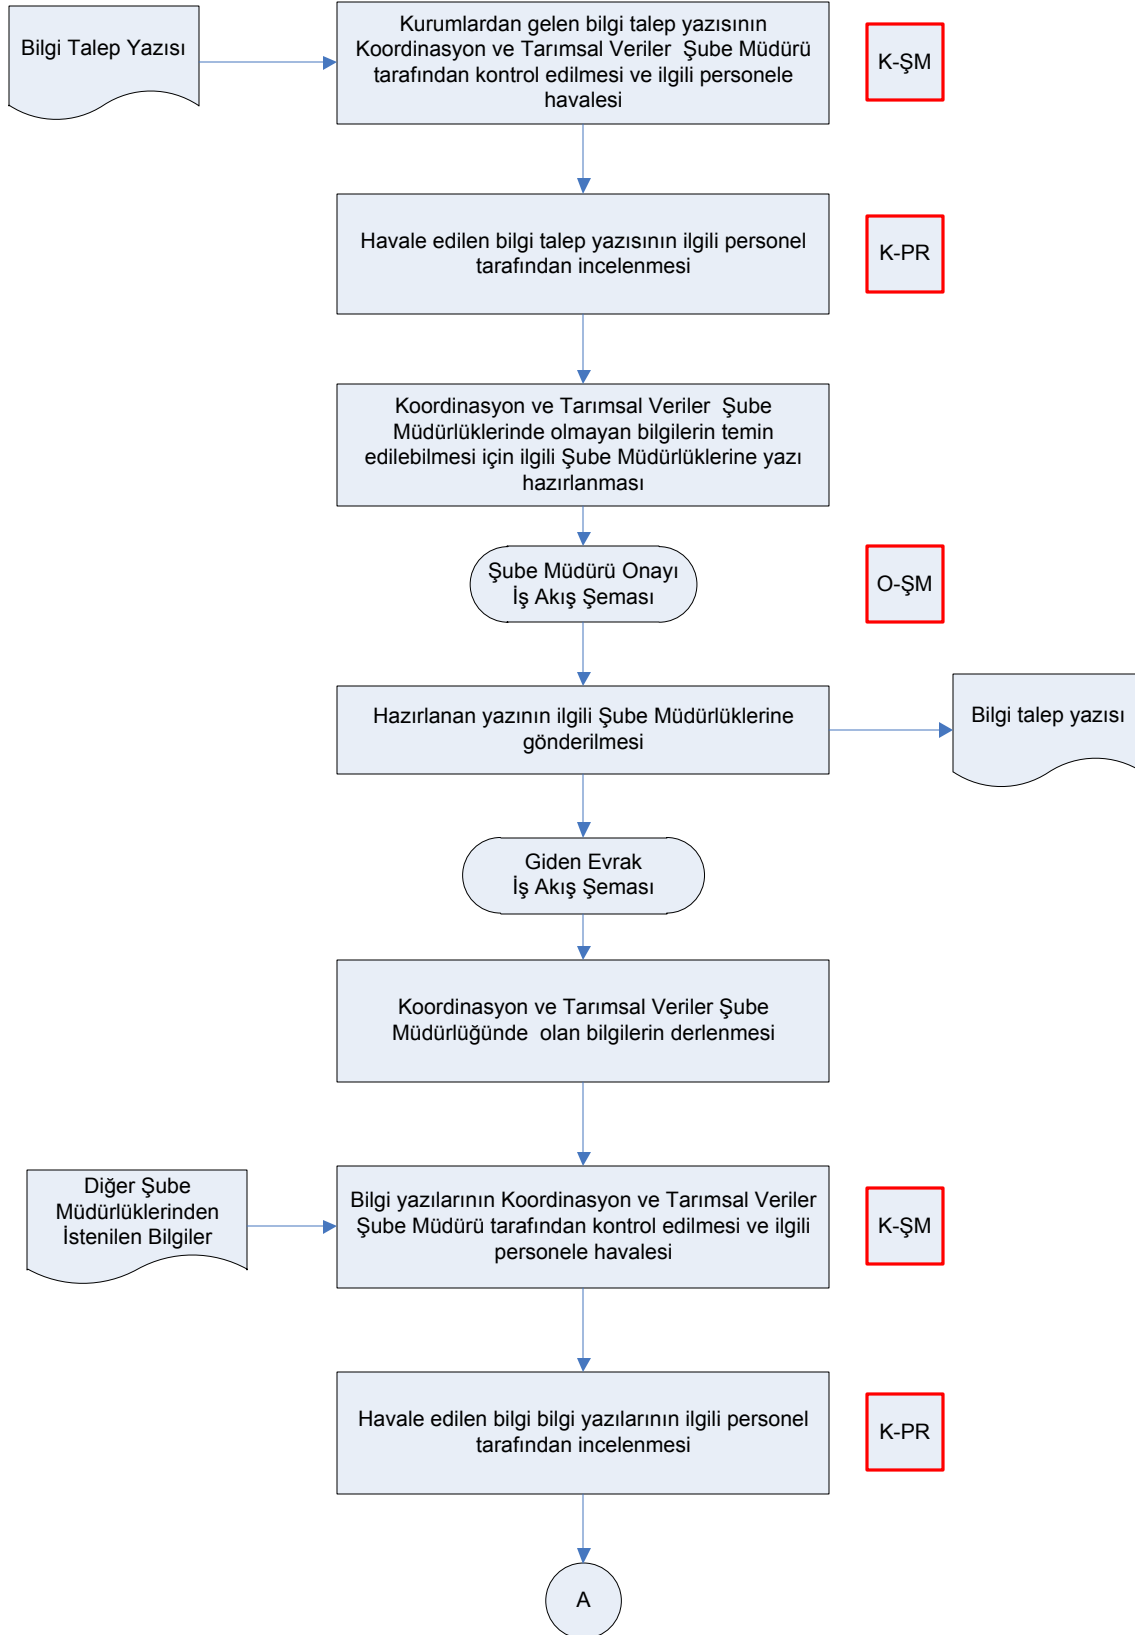 Bilgi Talep Yazısı
Kurumlardan gelen bilgi talep yazısının
Koordinasyon ve Tarımsal Veriler Şube Müdürü
tarafından kontrol edilmesi ve ilgili personele
havalesi
K-ŞM
Havale edilen bilgi talep yazısının ilgili personel
tarafından incelenmesi
K-PR
Koordinasyon ve Tarımsal Veriler Şube
Müdürlüklerinde olmayan bilgilerin temin
edilebilmesi için ilgili Şube Müdürlüklerine yazı
hazırlanması
Şube Müdürü Onayı
İş Akış Şeması
O-ŞM
Hazırlanan yazının ilgili Şube Müdürlüklerine
gönderilmesi
Bilgi talep yazısı
Giden Evrak
İş Akış Şeması
Koordinasyon ve Tarımsal Veriler Şube
Müdürlüğünde olan bilgilerin derlenmesi
Diğer Şube
Müdürlüklerinden
İstenilen Bilgiler
Bilgi yazılarının Koordinasyon ve Tarımsal Veriler
Şube Müdürü tarafından kontrol edilmesi ve ilgili
personele havalesi
K-ŞM
Havale edilen bilgi bilgi yazılarının ilgili personel
tarafından incelenmesi
K-PR
A